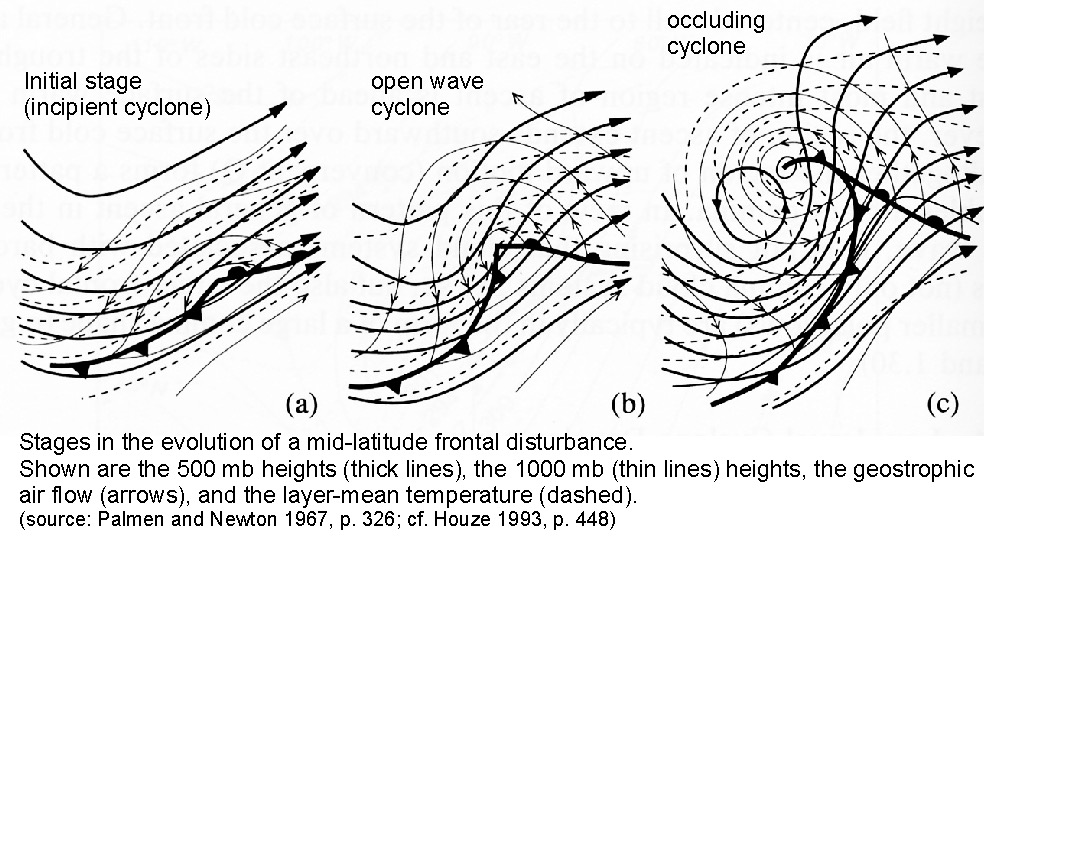 occluding
cyclone
Initial stage
(incipient cyclone)
open wave
cyclone
(a)
(b)
(c)
Stages in the evolution of a mid-latitude frontal disturbance.
Shown are the 500 mb heights (thick lines), the 1000 mb (thin lines) heights, the geostrophic
air flow (arrows), and the layer-mean temperature (dashed).
(source: Palmen and Newton 1967, p. 326; cf. Houze 1993, p. 448)